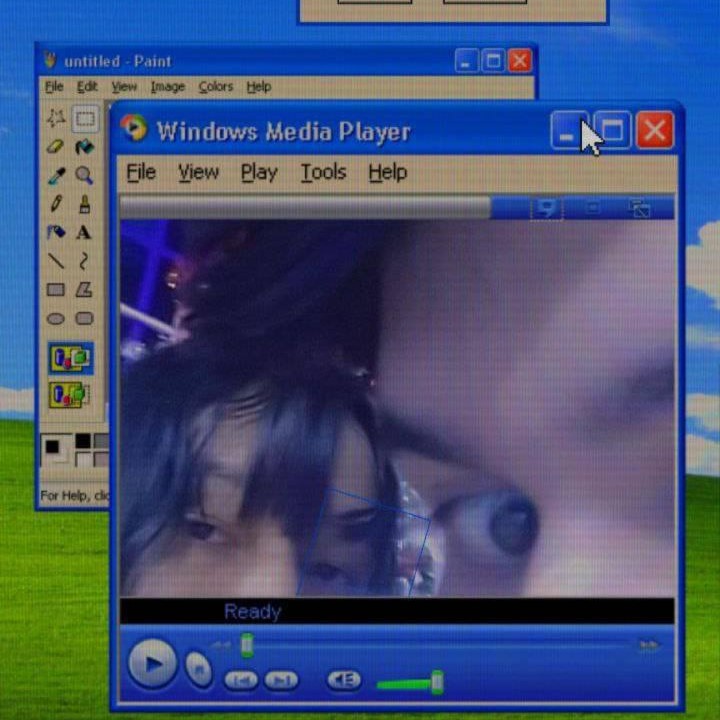 untitled - Paint
File Edit View Image Colors Help
Windows Media Player
File View Play Tools Help
A
For Help, clic
Ready